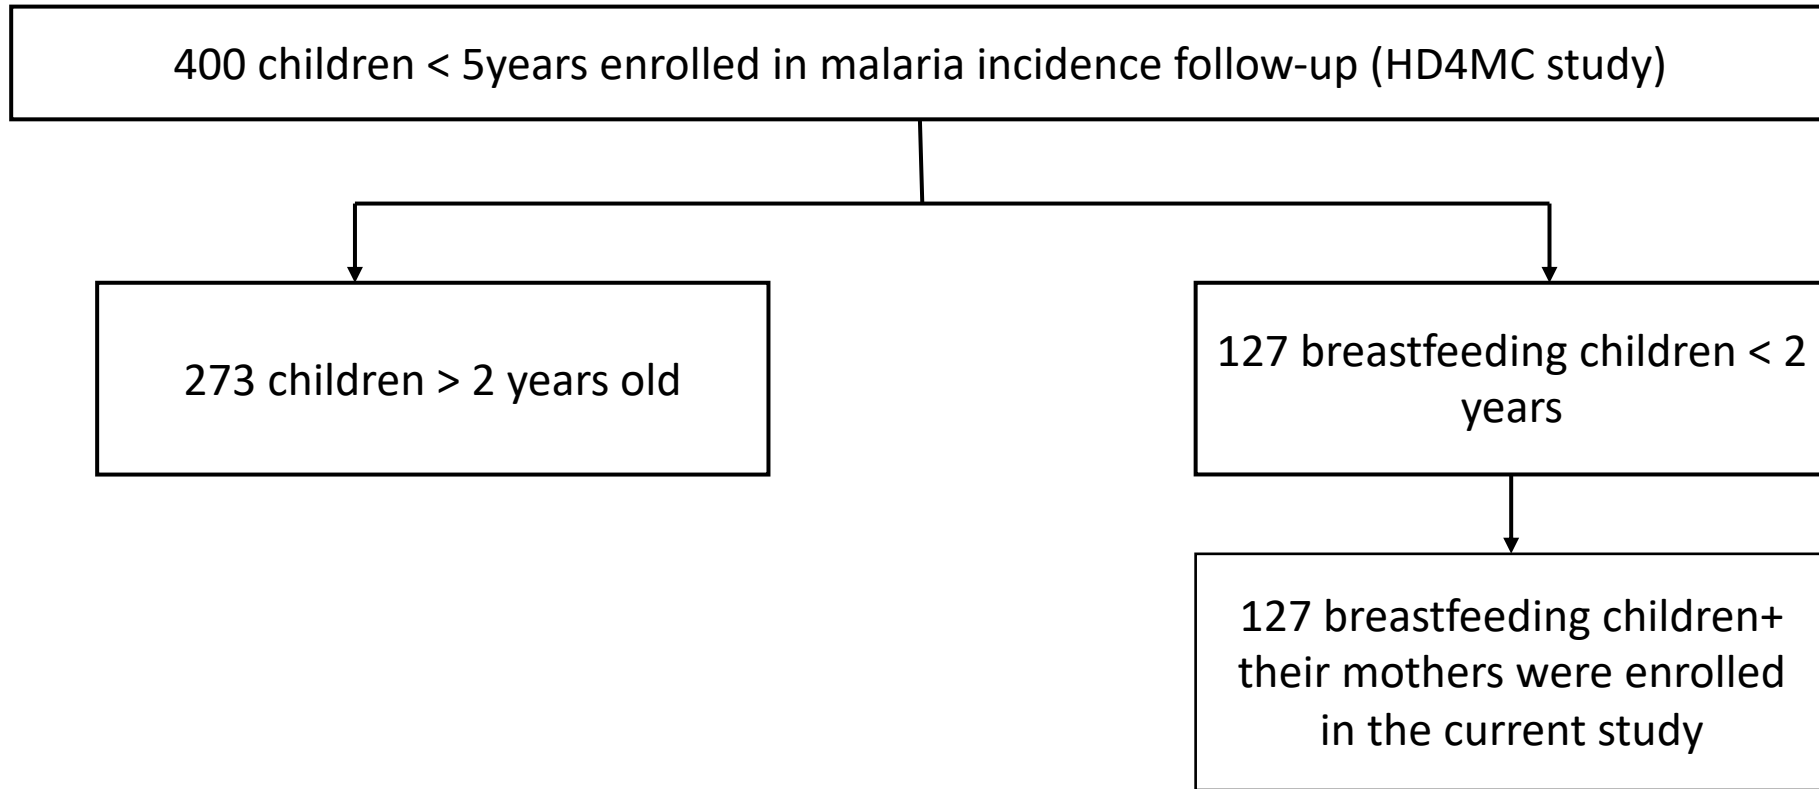 400 children < 5years enrolled in malaria incidence follow-up (HD4MC study)
273 children > 2 years old
127 breastfeeding children < 2
years
127 breastfeeding children+
their mothers were enrolled
in the current study